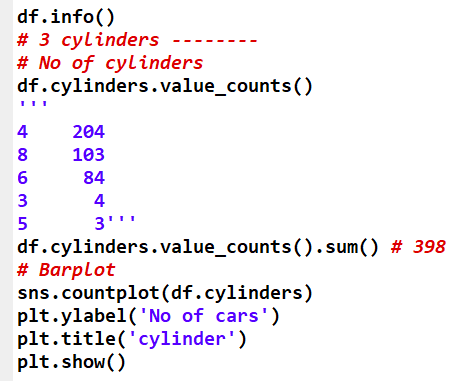 df.info()
# 3 cylinders --------
# No of cylinders
df.cylinders.value_counts()
'''
4    204
8    103
6     84
3      4
5      3'''
df.cylinders.value_counts().sum() # 398
# Barplot
sns.countplot(df.cylinders)
plt.ylabel('No of cars')
plt.title('cylinder')
plt.show()